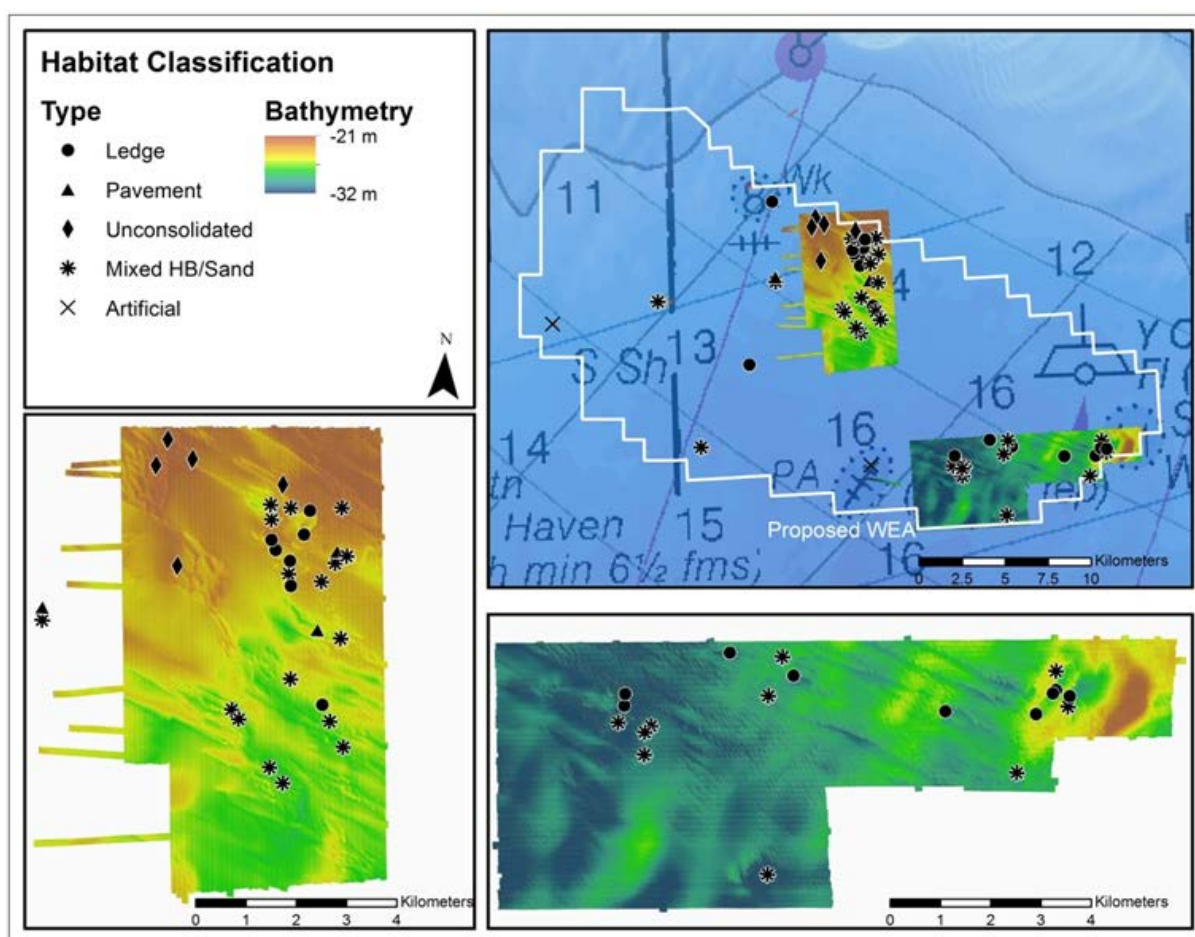 Habitat Classification
Type
Bathymetry
Ledge
-21 m
Pavement
-32 m
Unconsolidated
Mixed HB/Sand
Artificial
N
Wk
8
11
12
4
13
S Sh
16
Y
14
16
PA
rep)
Haven
15
Proposed WEA
16
h min 6½ fms)
Kilometers
0 2.5 5 7.5 10
Kilometers
0 1 2 3 4
Kilometers
0 1 2 3 4